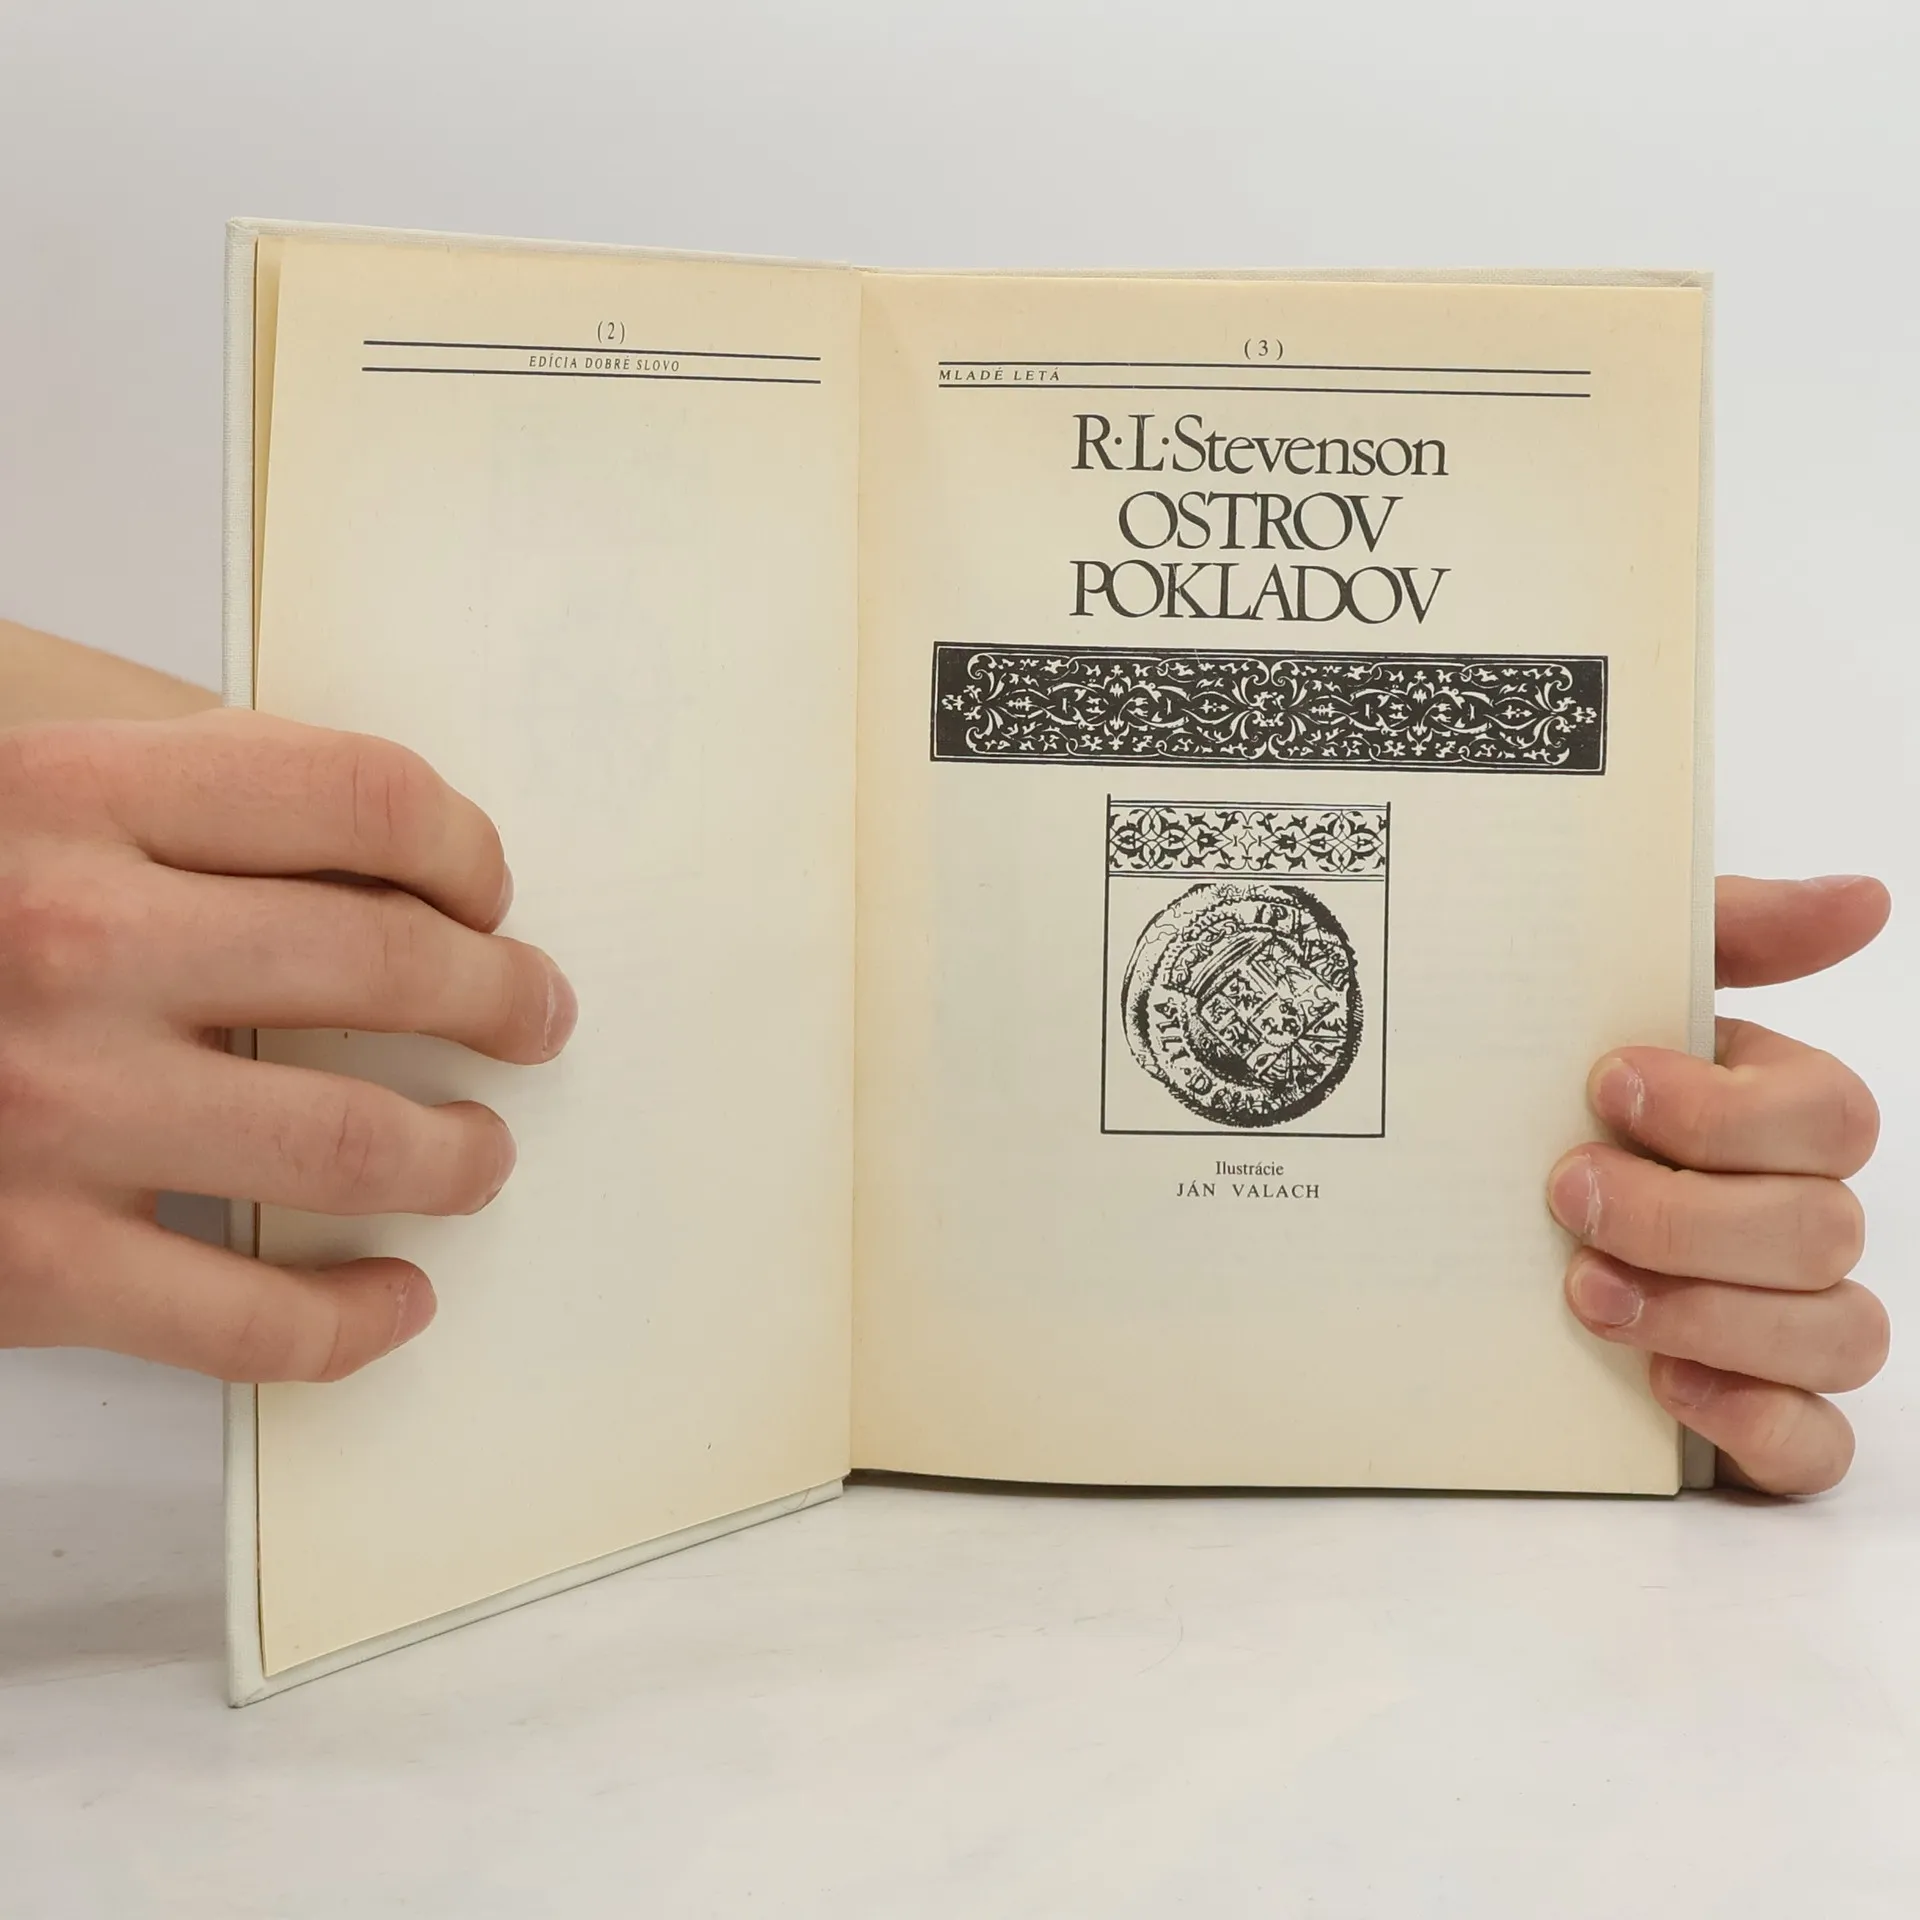 (2)
EDÍCIA DOBRÉ SLOVO
(3)
MLADÉ LETÁ
R·L·Stevenson
OSTROV
POKLADOV
Ilustrácie
JÁN VALACH